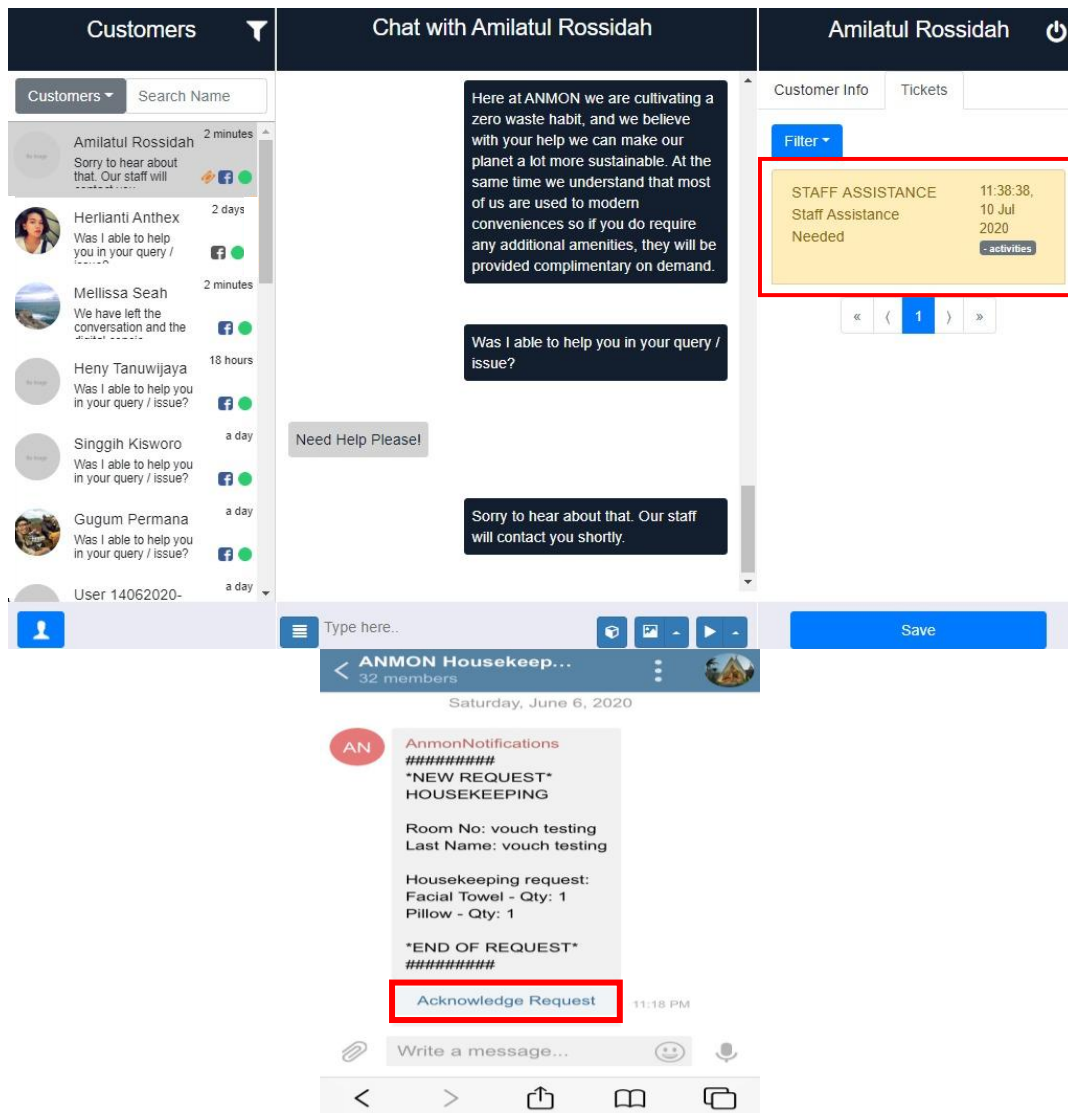 Customers
Customers
Search Name
Amilatul Rossidah
2 minutes
Sorry to hear about
that. Our staff will
Herlianti Anthex
2 days
Was I able to help
you in your query /
Mellissa Seah
2 minutes
We have left the
conversation and the
Heny Tanuwijaya
18 hours
Was I able to help you
in your query / issue?
Singgih Kisworo
a day
Was I able to help you
in your query / issue?
Gugum Permana
a day
Was I able to help you
in your query / issue?
User 14062020-
a day
Chat with Amilatul Rossidah
Here at ANMON we are cultivating a
zero waste habit, and we believe
with your help we can make our
planet a lot more sustainable. At the
same time we understand that most
of us are used to modern
conveniences so if you do require
any additional amenities, they will be
provided complimentary on demand.
Was I able to help you in your query /
issue?
Need Help Please!
Sorry to hear about that. Our staff
will contact you shortly.
Type here..
Amilatul Rossidah
Customer Info
Tickets
Filter
STAFF ASSISTANCE
Staff Assistance
Needed
11:38:38,
10 Jul
2020
- activities
« ⟨ 1 ⟩ »
Save
ANMON Housekeep...
32 members
Saturday, June 6, 2020
AN
AnmonNotifications
#########
*NEW REQUEST*
HOUSEKEEPING
Room No: vouch testing
Last Name: vouch testing
Housekeeping request:
Facial Towel - Qty: 1
Pillow - Qty: 1
*END OF REQUEST*
#########
Acknowledge Request
11:18 PM
Write a message...